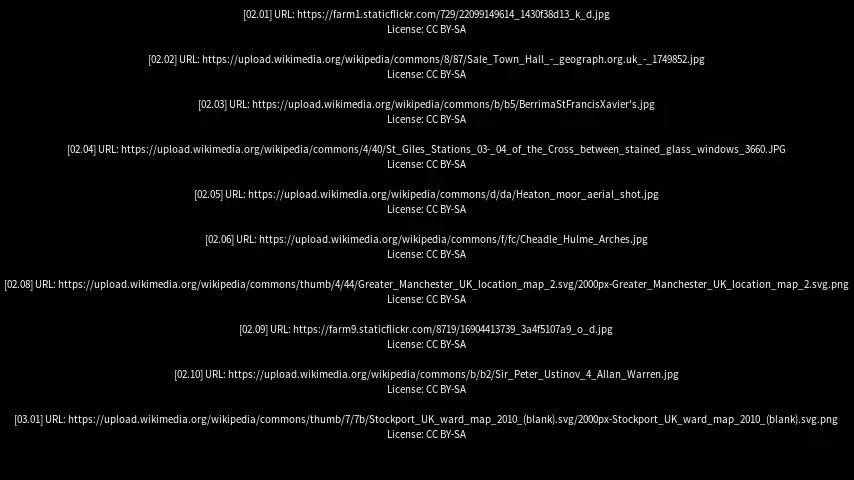 [02.01] URL: https://farm1.staticflickr.com/729/22099149614_1430f38d13_k_d.jpg
License: CC BY-SA
[02.02] URL: https://upload.wikimedia.org/wikipedia/commons/8/87/Sale_Town_Hall_-_geograph.org.uk_-_1749852.jpg
License: CC BY-SA
[02.03] URL: https://upload.wikimedia.org/wikipedia/commons/b/b5/BerrimaStFrancisXavier's.jpg
License: CC BY-SA
[02.04] URL: https://upload.wikimedia.org/wikipedia/commons/4/40/St_Giles_Stations_03-_04_of_the_Cross_between_stained_glass_windows_3660.JPG
License: CC BY-SA
[02.05] URL: https://upload.wikimedia.org/wikipedia/commons/d/da/Heaton_moor_aerial_shot.jpg
License: CC BY-SA
[02.06] URL: https://upload.wikimedia.org/wikipedia/commons/f/fc/Cheadle_Hulme_Arches.jpg
License: CC BY-SA
[02.08] URL: https://upload.wikimedia.org/wikipedia/commons/thumb/4/44/Greater_Manchester_UK_location_map_2.svg/2000px-Greater_Manchester_UK_location_map_2.svg.png
License: CC BY-SA
[02.09] URL: https://farm9.staticflickr.com/8719/16904413739_3a4f5107a9_o_d.jpg
License: CC BY-SA
[02.10] URL: https://upload.wikimedia.org/wikipedia/commons/b/b2/Sir_Peter_Ustinov_4_Allan_Warren.jpg
License: CC BY-SA
[03.01] URL: https://upload.wikimedia.org/wikipedia/commons/thumb/7/7b/Stockport_UK_ward_map_2010_(blank).svg/2000px-Stockport_UK_ward_map_2010_(blank).svg.png
License: CC BY-SA